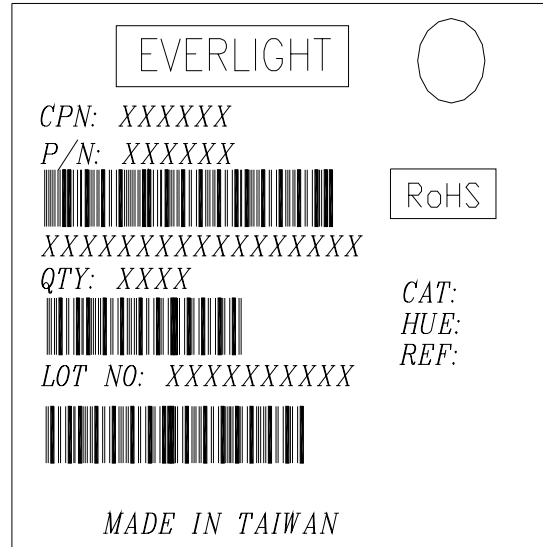 EVERLIGHT
CPN: XXXXXX
P/N: XXXXXX
RoHS
XXXXXXXXXXXXXXXXX
QTY: XXXX
CAT:
HUE:
REF:
LOT NO: XXXXXXXXXX
MADE IN TAIWAN